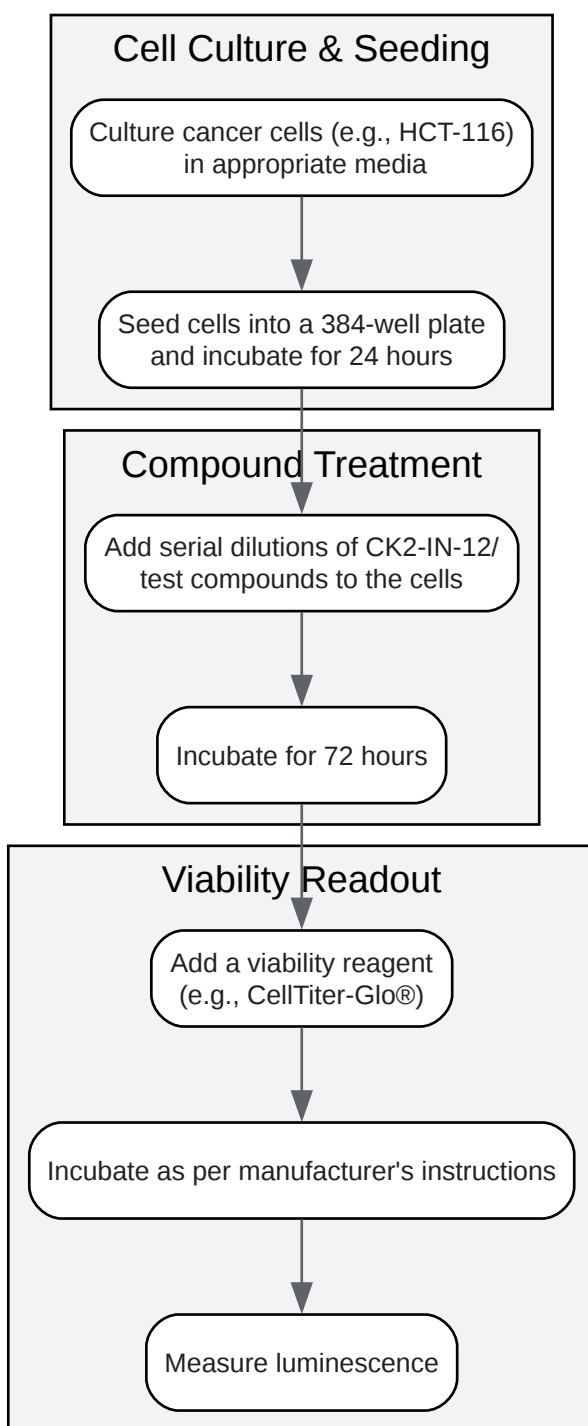 Cell Culture & Seeding
Culture cancer cells (e.g., HCT-116)
in appropriate media
Seed cells into a 384-well plate
and incubate for 24 hours
Compound Treatment
Add serial dilutions of CK2-IN-12/
test compounds to the cells
Incubate for 72 hours
Viability Readout
Add a viability reagent
(e.g., CellTiter-Glo®)
Incubate as per manufacturer's instructions
Measure luminescence